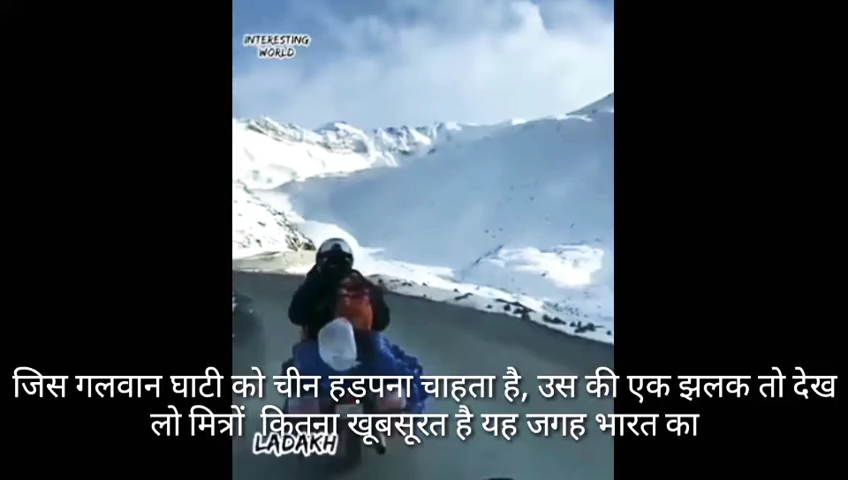 INTERESTING
WORLD
जिस गलवान घाटी को चीन हड़पना चाहता है, उस की एक झलक तो देख
लो मित्रों कितना खूबसूरत है यह जगह भारत का
LADAKH